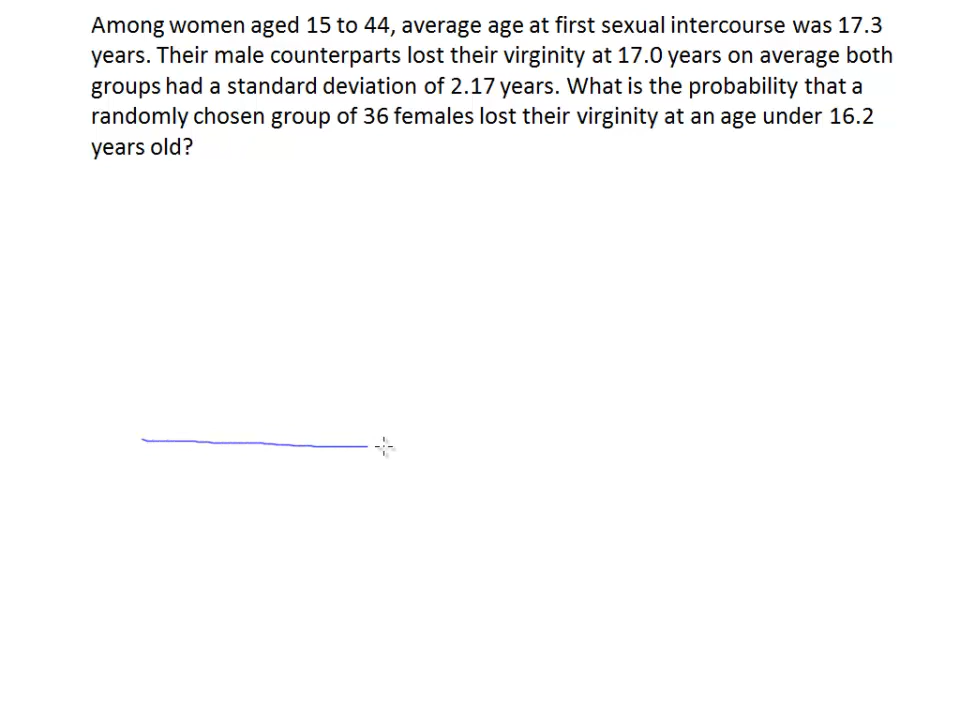 Among women aged 15 to 44, average age at first sexual intercourse was 17.3
years. Their male counterparts lost their virginity at 17.0 years on average both
groups had a standard deviation of 2.17 years. What is the probability that a
randomly chosen group of 36 females lost their virginity at an age under 16.2
years old?